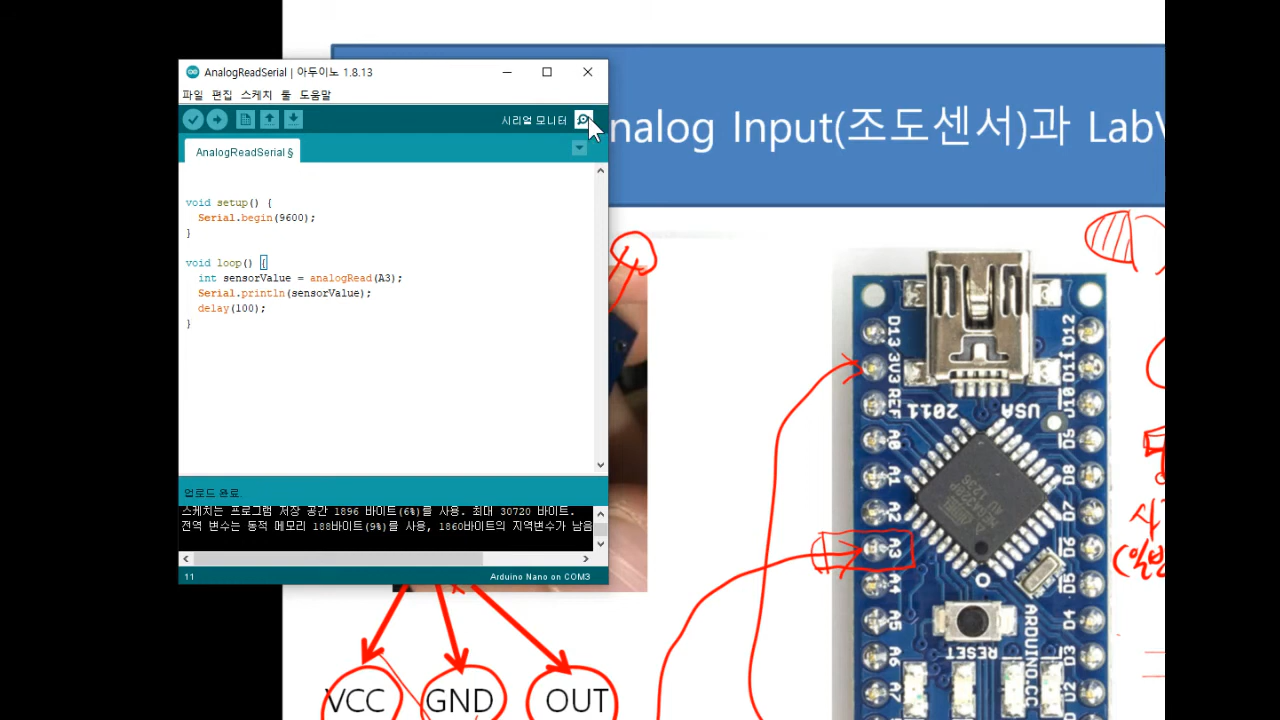 AnalogReadSerial | 아두이노 1.8.13
파일 편집 스케치 툴 도움말
시리얼 모니터
AnalogReadSerial §
void setup() {
Serial.begin(9600);
}
void loop() {
int sensorValue = analogRead(A3);
Serial.println(sensorValue);
delay(100);
}
업로드 완료.
스케치는 프로그램 저장 공간 1896 바이트(6%)를 사용. 최대 30720 바이트.
전역 변수는 동적 메모리 188바이트(9%)를 사용, 1860바이트의 지역변수가 남음
11
Arduino Nano on COM3
nalog Input(조도센서)과 Lab
VCC GND OUT
D13
3V3
REF
A0
A1
A2
A3
A4
A5
A6
A7
2011
USA
RESET
ARDUINO.CC
D12
D11
D8
D7
D6
D5
D4
D3
D2